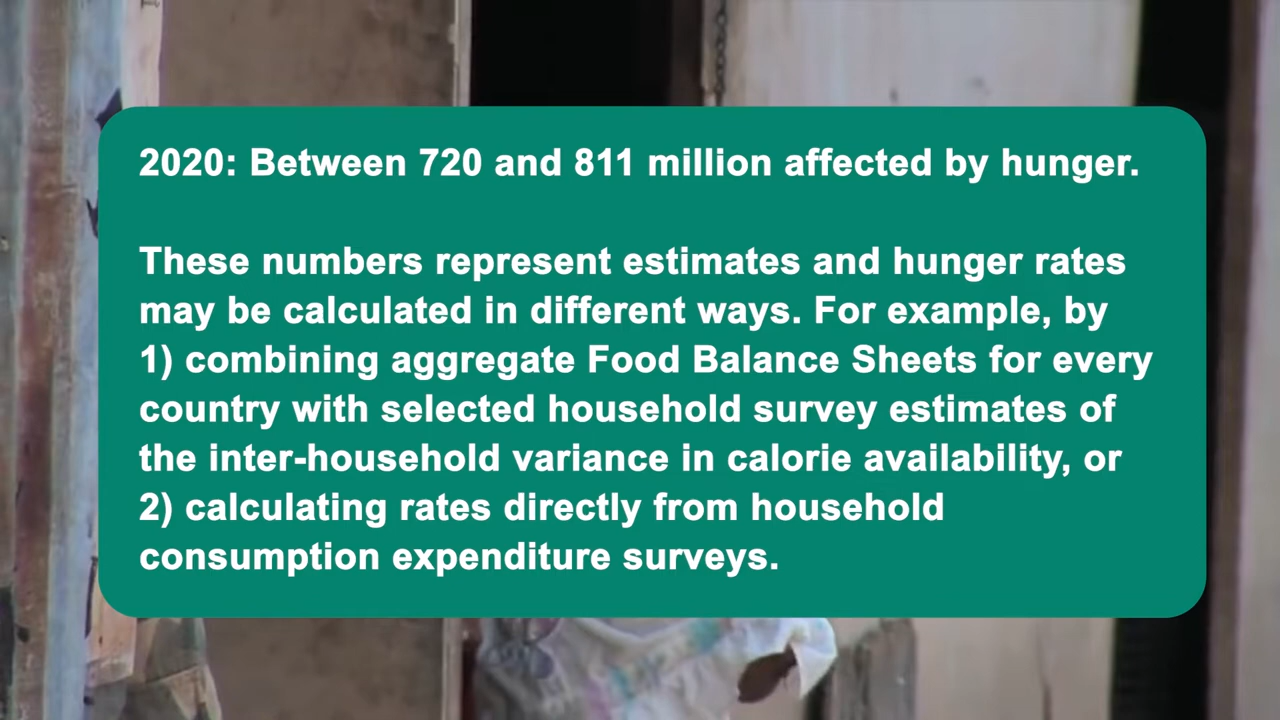 2020: Between 720 and 811 million affected by hunger.
These numbers represent estimates and hunger rates
may be calculated in different ways. For example, by
1) combining aggregate Food Balance Sheets for every
country with selected household survey estimates of
the inter-household variance in calorie availability, or
2) calculating rates directly from household
consumption expenditure surveys.